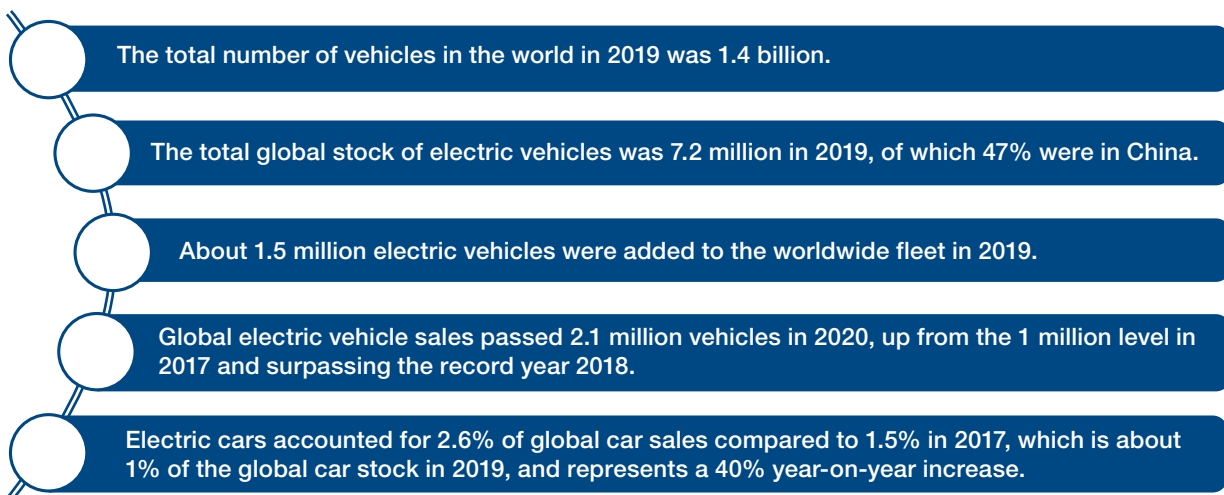 The total number of vehicles in the world in 2019 was 1.4 billion.
The total global stock of electric vehicles was 7.2 million in 2019, of which 47% were in China.
About 1.5 million electric vehicles were added to the worldwide fleet in 2019.
Global electric vehicle sales passed 2.1 million vehicles in 2020, up from the 1 million level in
2017 and surpassing the record year 2018.
Electric cars accounted for 2.6% of global car sales compared to 1.5% in 2017, which is about
1% of the global car stock in 2019, and represents a 40% year-on-year increase.